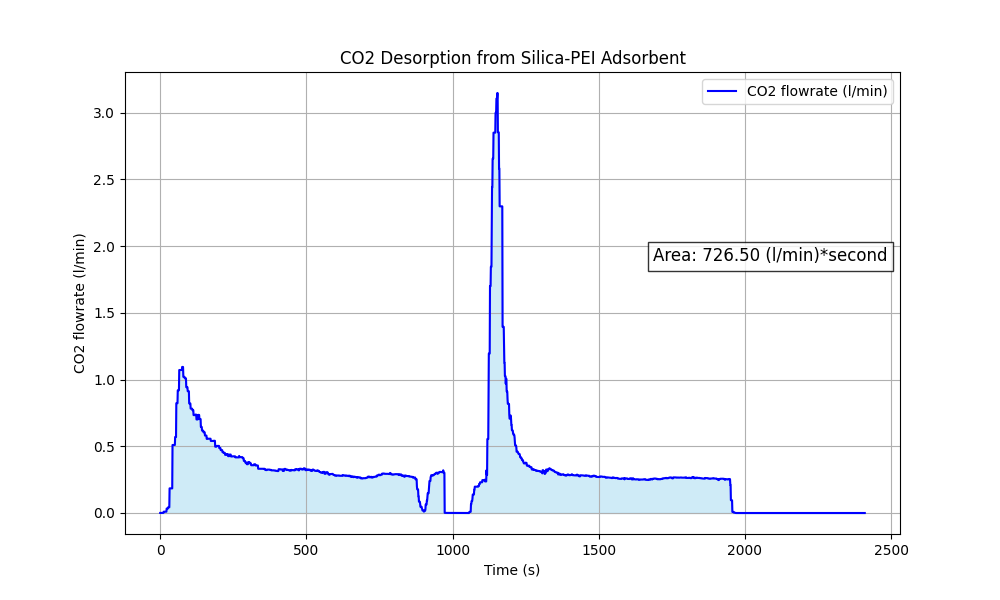 CO2 Desorption from Silica-PEI Adsorbent
CO2 flowrate (l/min)
3.0
2.5
2.0
1.5
1.0
0.5
0.0
CO2 flowrate (l/min)
Area: 726.50 (l/min)*second
0 500 1000 1500 2000 2500
Time (s)